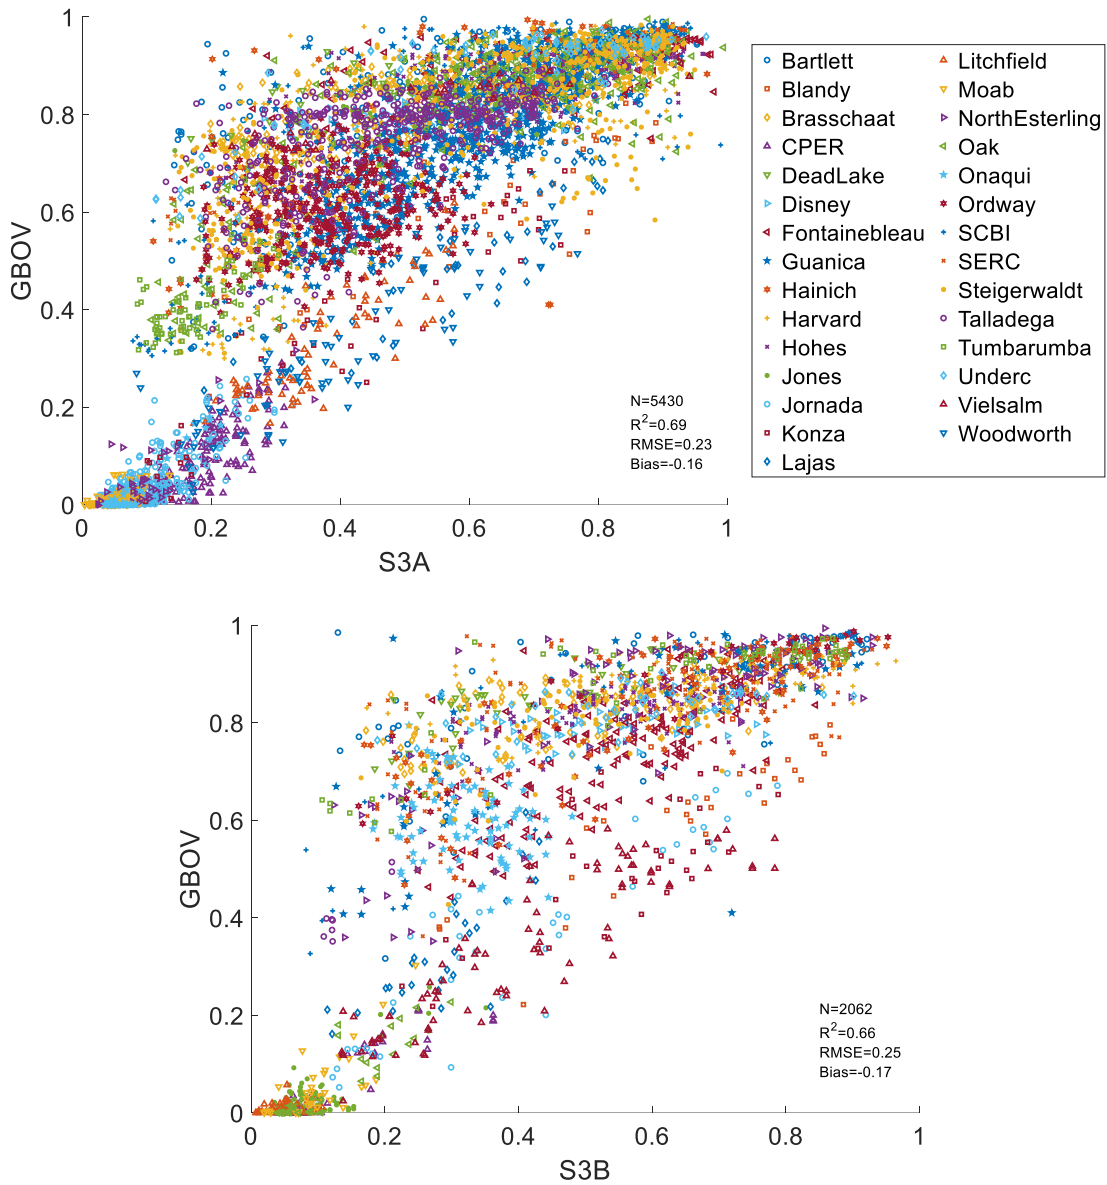 1
0.8
0.6
0.4
0.2
0
GBOV
0 0.2 0.4 0.6 0.8 1
S3A
N=5430
R2=0.69
RMSE=0.23
Bias=-0.16
Bartlett Litchfield
Blandy Moab
Brasschaat NorthEsterling
CPER Oak
DeadLake Onaqui
Disney Ordway
Fontainebleau SCBI
Guanica SERC
Hainich Steigerwaldt
Harvard Talladega
Hohes Tumbarumba
Jones Underc
Jornada Vielsalm
Konza Woodworth
Lajas
1
0.8
0.6
0.4
0.2
0
GBOV
0 0.2 0.4 0.6 0.8 1
S3B
N=2062
R2=0.66
RMSE=0.25
Bias=-0.17